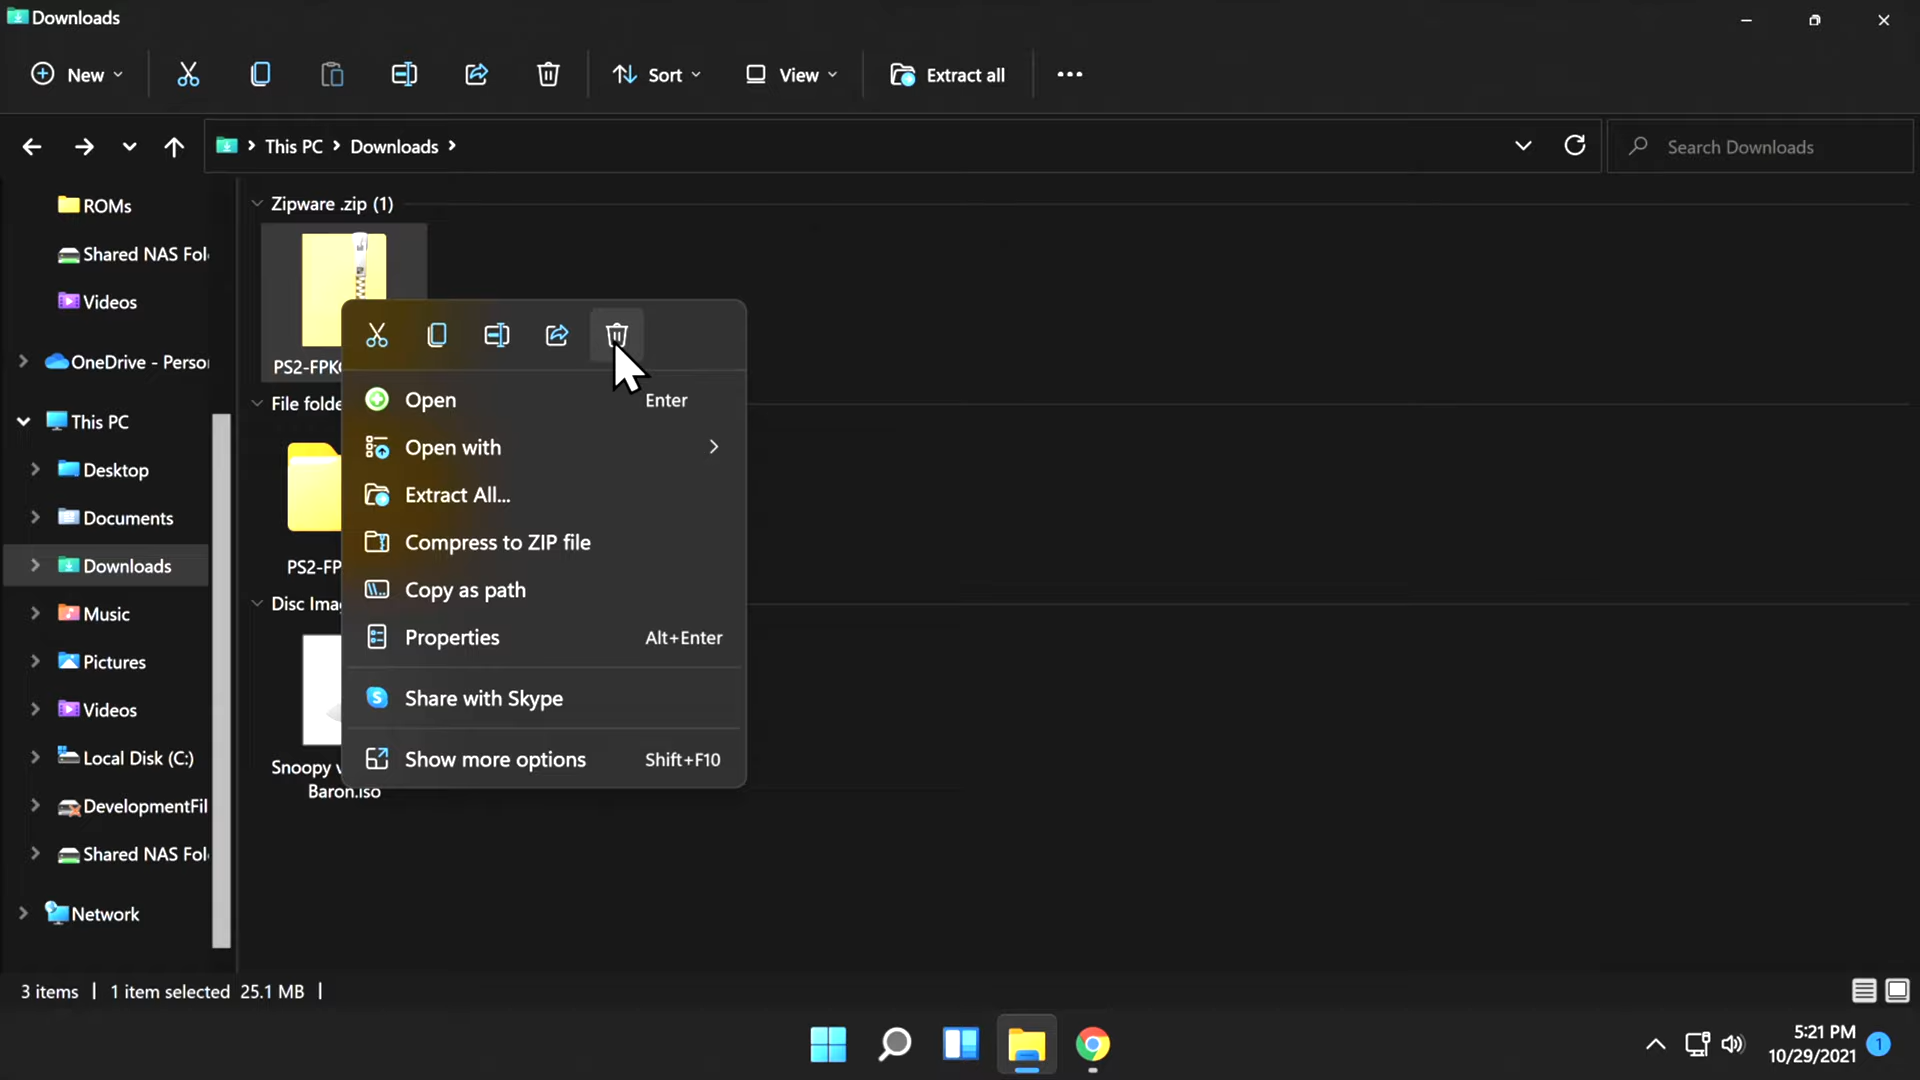 Downloads
New
Sort
View
Extract all
This PC
Downloads
Search Downloads
ROMs
Shared NAS Fol
Videos
OneDrive - Person
This PC
Desktop
Documents
Downloads
Music
Pictures
Videos
Local Disk (C:)
DevelopmentFil
Shared NAS Fol
Network
Zipware .zip (1)
PS2-FPK
File folde
PS2-FP
Disc Ima
Snoopy v
Baron.iso
Open Enter
Open with
Extract All...
Compress to ZIP file
Copy as path
Properties Alt+Enter
Share with Skype
Show more options Shift+F10
3 items | 1 item selected 25.1 MB |
5:21 PM
10/29/2021
1